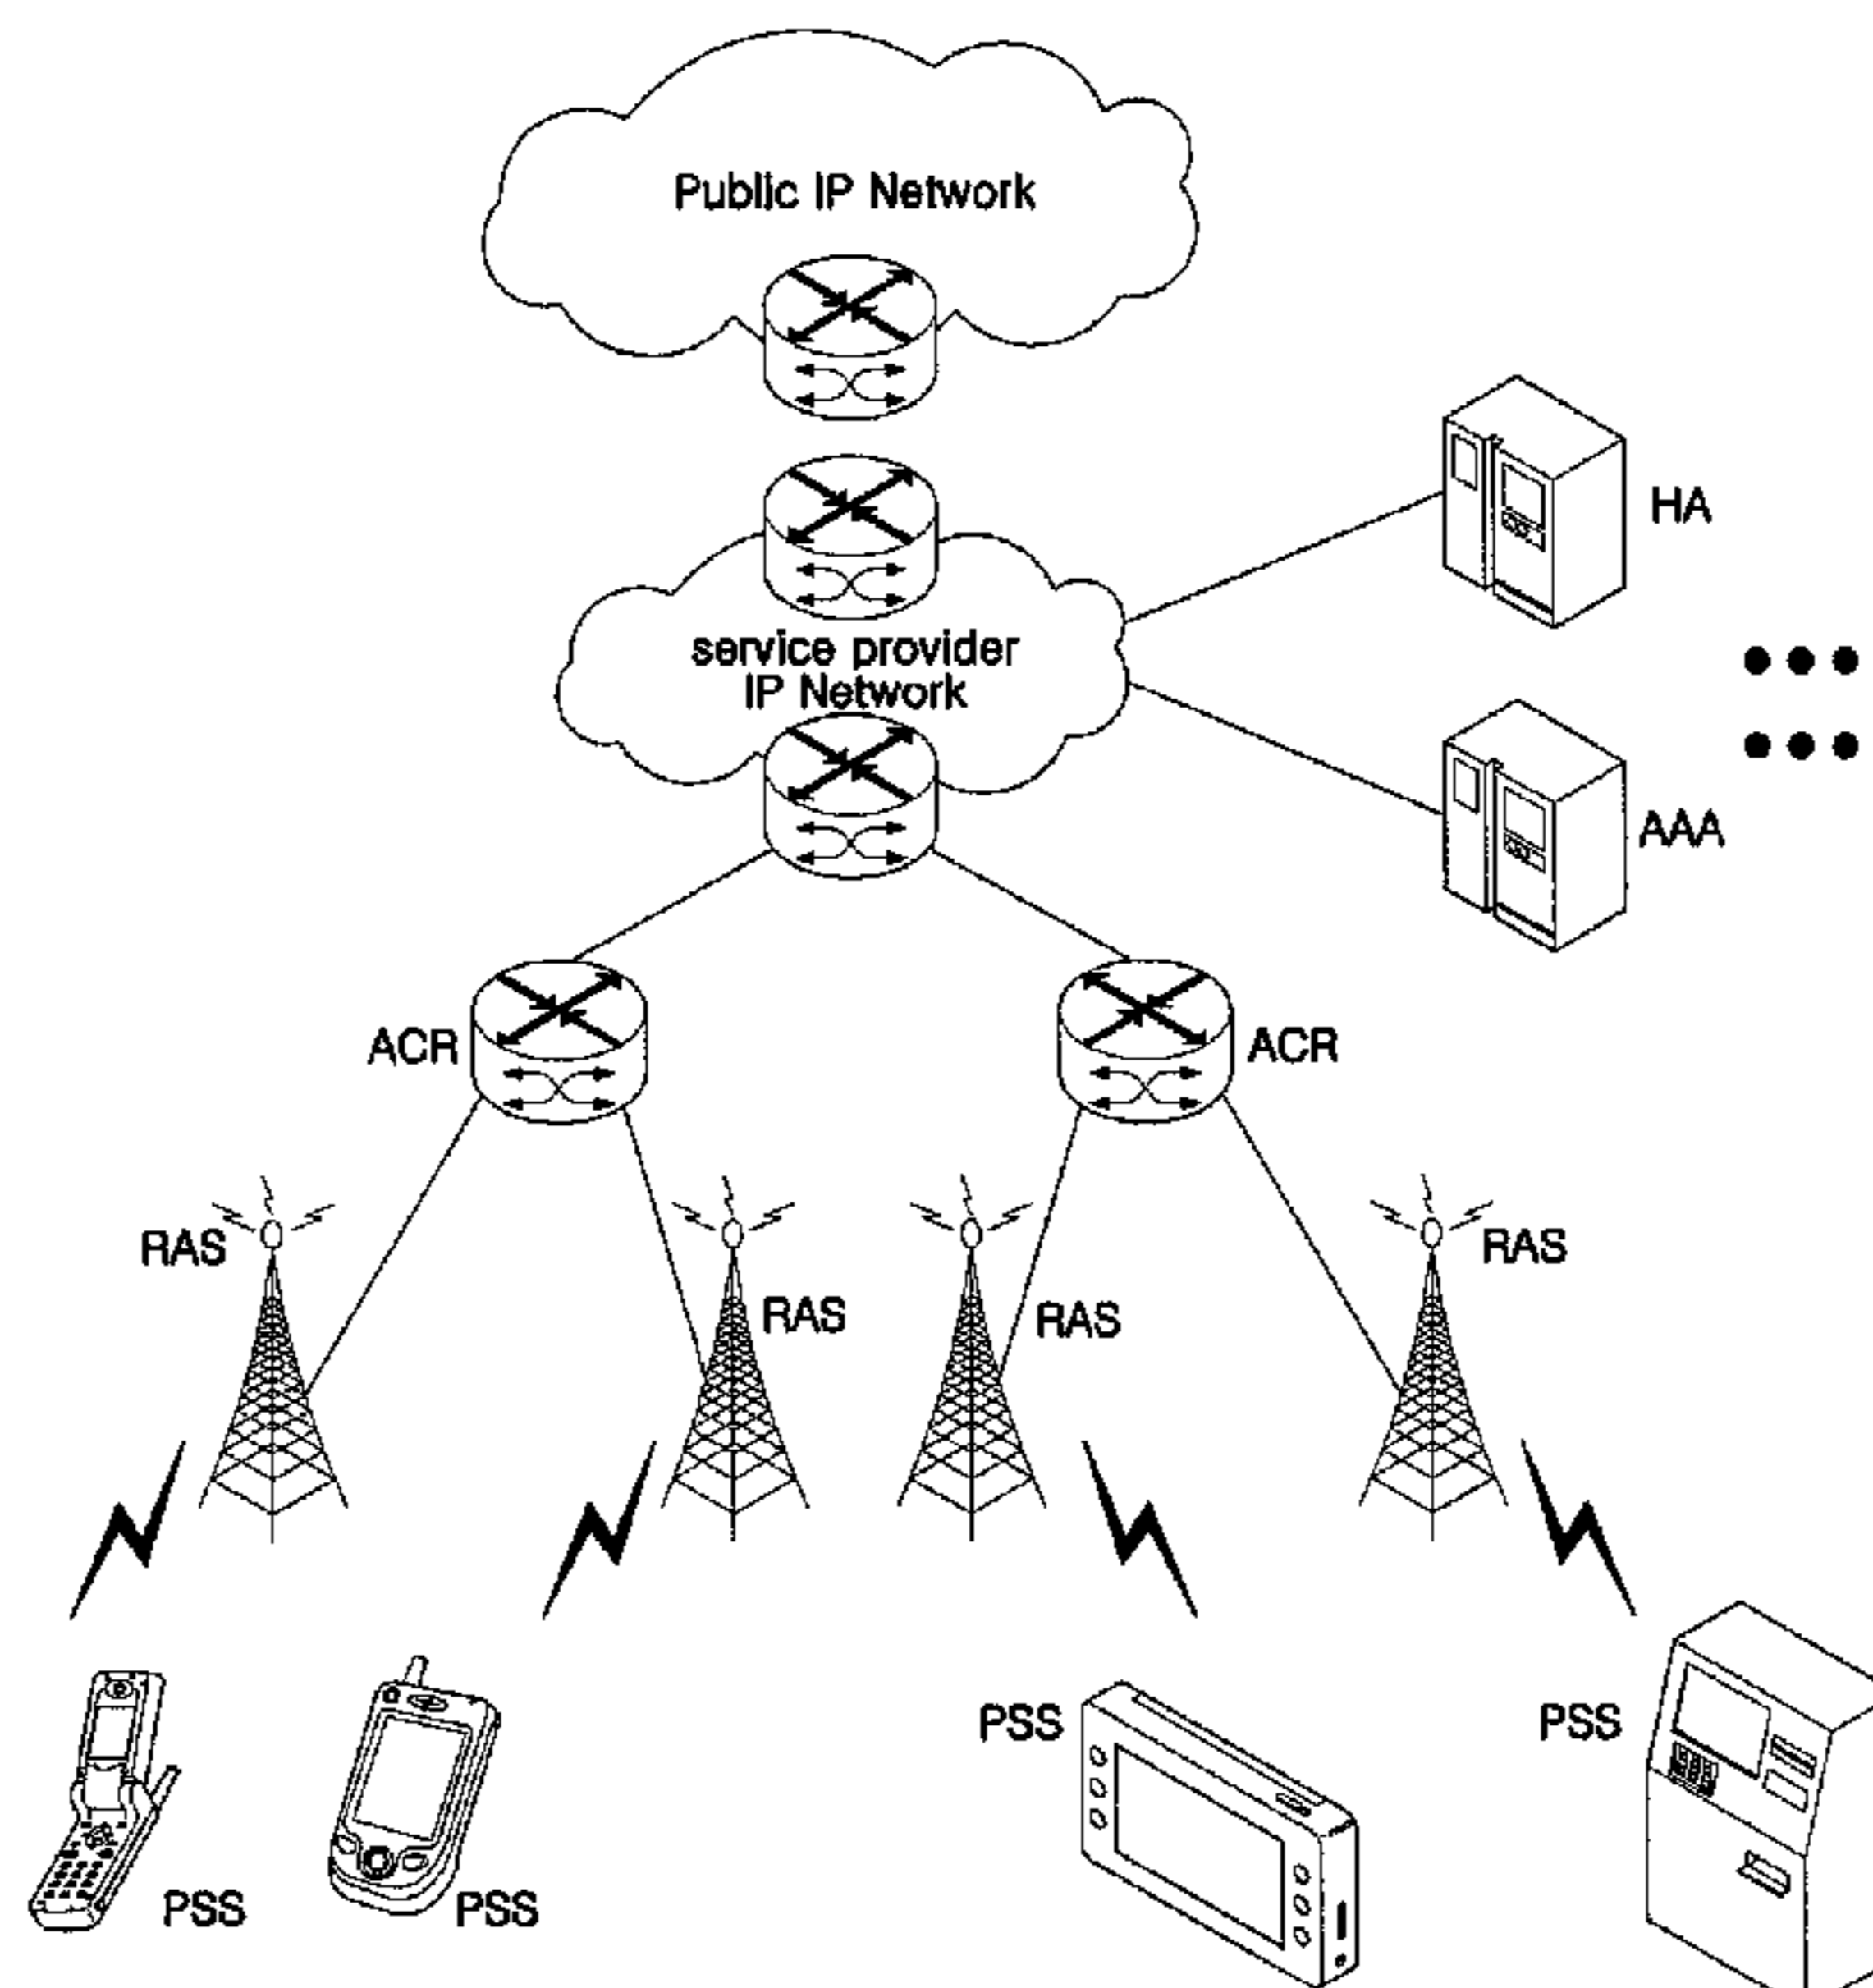 Public IP Network
HA
service provider
IP Network
AAA
ACR
ACR
RAS
RAS
RAS
RAS
PSS
PSS
PSS
PSS